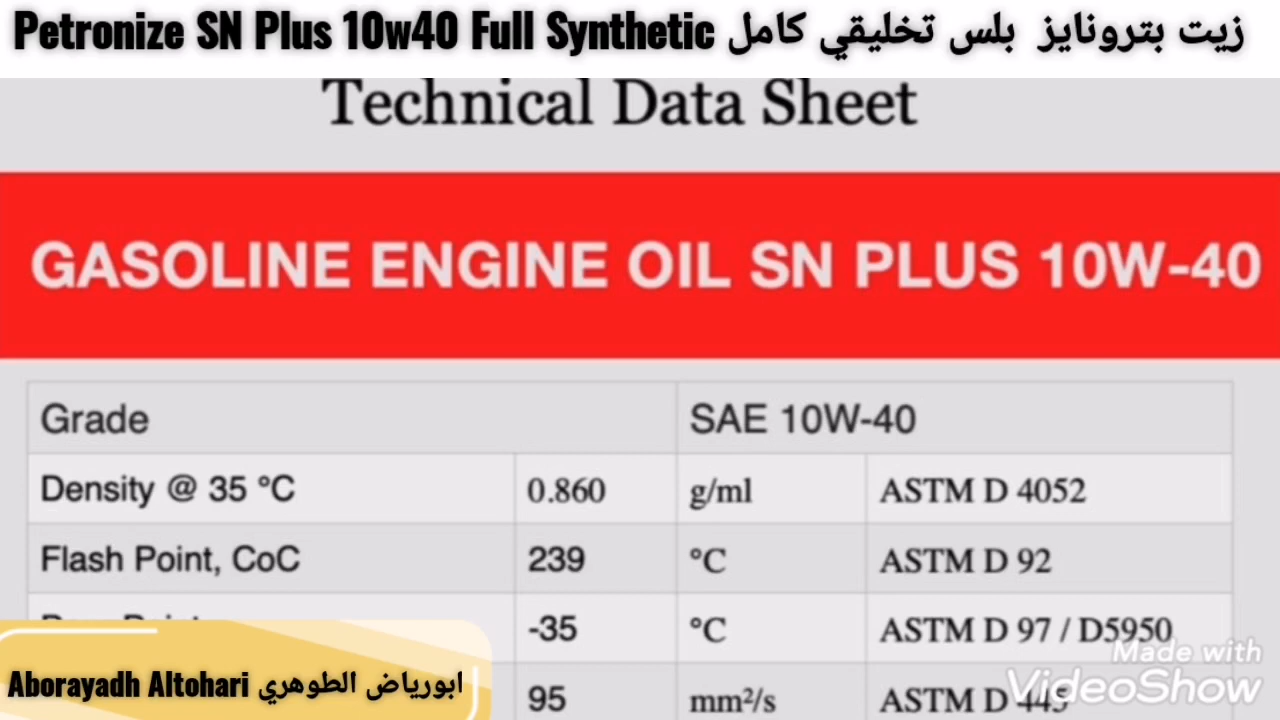 Petronize SN Plus 10w40 Full Synthetic زيت بترونايز بلس تخليقي كامل
Technical Data Sheet
GASOLINE ENGINE OIL SN PLUS 10W-40
Grade SAE 10W-40
Density @ 35 °C 0.860 g/ml ASTM D 4052
Flash Point, CoC 239 °C ASTM D 92
-35 °C ASTM D 97 / D5950
95 mm²/s ASTM D 445
Aborayadh Altohari ابورياض الطوهري
Made with
VideoShow